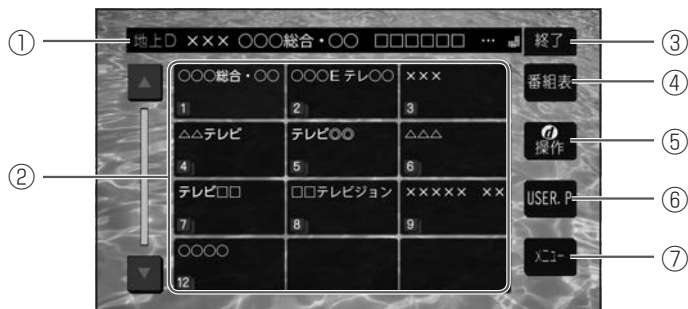 ① 地上D ××× ○○○総合・○○ □□□□□□ … 終了 ③
○○○総合・○○ ○○○E テレ○○ ××× 番組表 ④
1 2 3
△△テレビ テレビ◎◎ △△△ d 操作 ⑤
② 4 5 6
テレビ□□ □□テレビジョン ××××× ×× USER. P ⑥
7 8 9
○○○○ メニュー ⑦
12